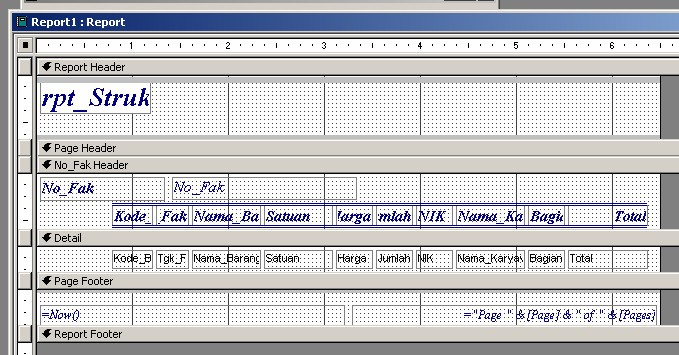 Report1 : Report
1 2 3 4 5 6
Report Header
rpt_Struk
Page Header
No_Fak Header
No_Fak No_Fak
Kode_ _Fak Nama_Ba Satuan Harga mlah NIK Nama_Ka Bagia Total
Detail
Kode_B Tgk_F Nama_Barang Satuan Harga Jumlah NIK Nama_Karyav Bagian Total
Page Footer
=Now() ="Page " & [Page] & " of " & [Pages]
Report Footer